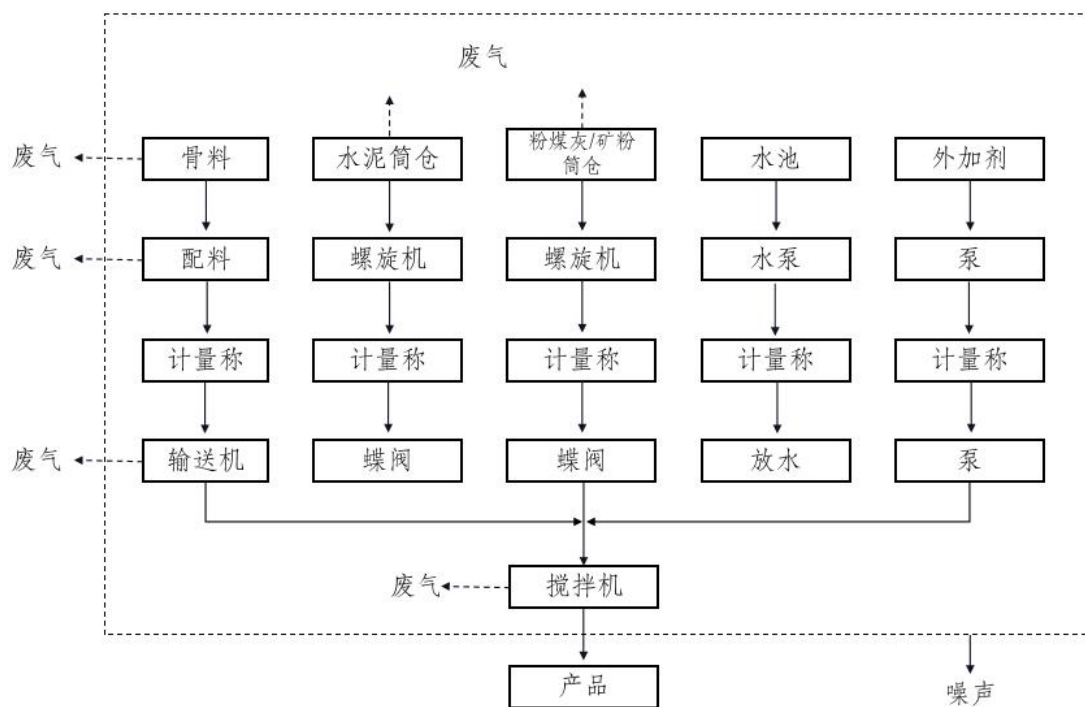 废气
废气
骨料
水泥筒仓
粉煤灰/矿粉
筒仓
水池
外加剂
废气
配料
螺旋机
螺旋机
水泵
泵
计量称
计量称
计量称
计量称
计量称
废气
输送机
蝶阀
蝶阀
放水
泵
废气
搅拌机
产品
噪声